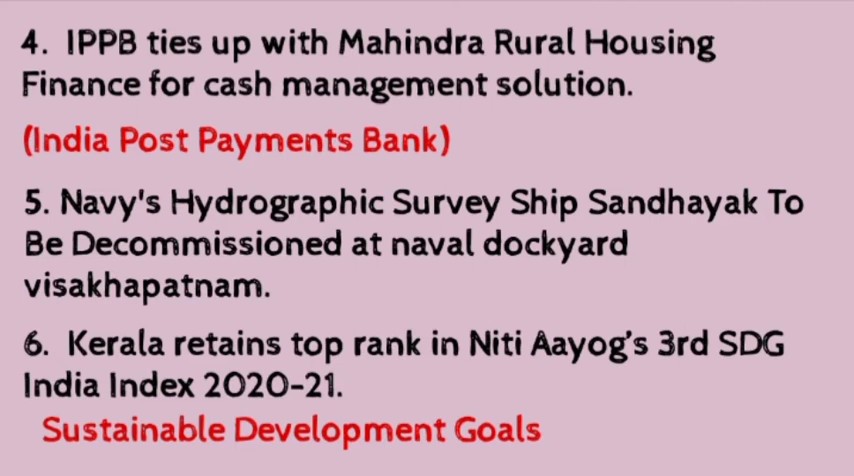 4. IPPB ties up with Mahindra Rural Housing
Finance for cash management solution.
(India Post Payments Bank)
5. Navy's Hydrographic Survey Ship Sandhayak To
Be Decommissioned at naval dockyard
visakhapatnam.
6. Kerala retains top rank in Niti Aayog's 3rd SDG
India Index 2020-21.
Sustainable Development Goals